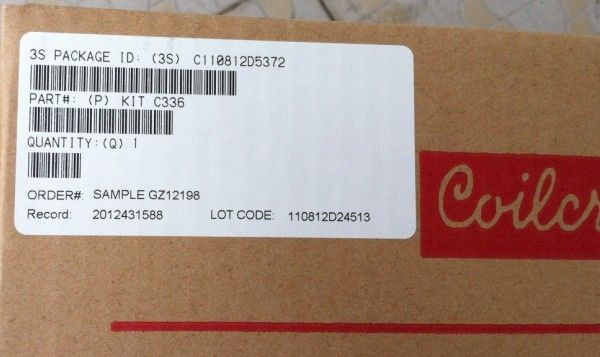 3S PACKAGE ID: (3S) C110812D5372
PART#: (P) KIT C336
QUANTITY:(Q) 1
ORDER#: SAMPLE GZ12198
Record: 2012431588 LOT CODE: 110812D24513
Coilcr